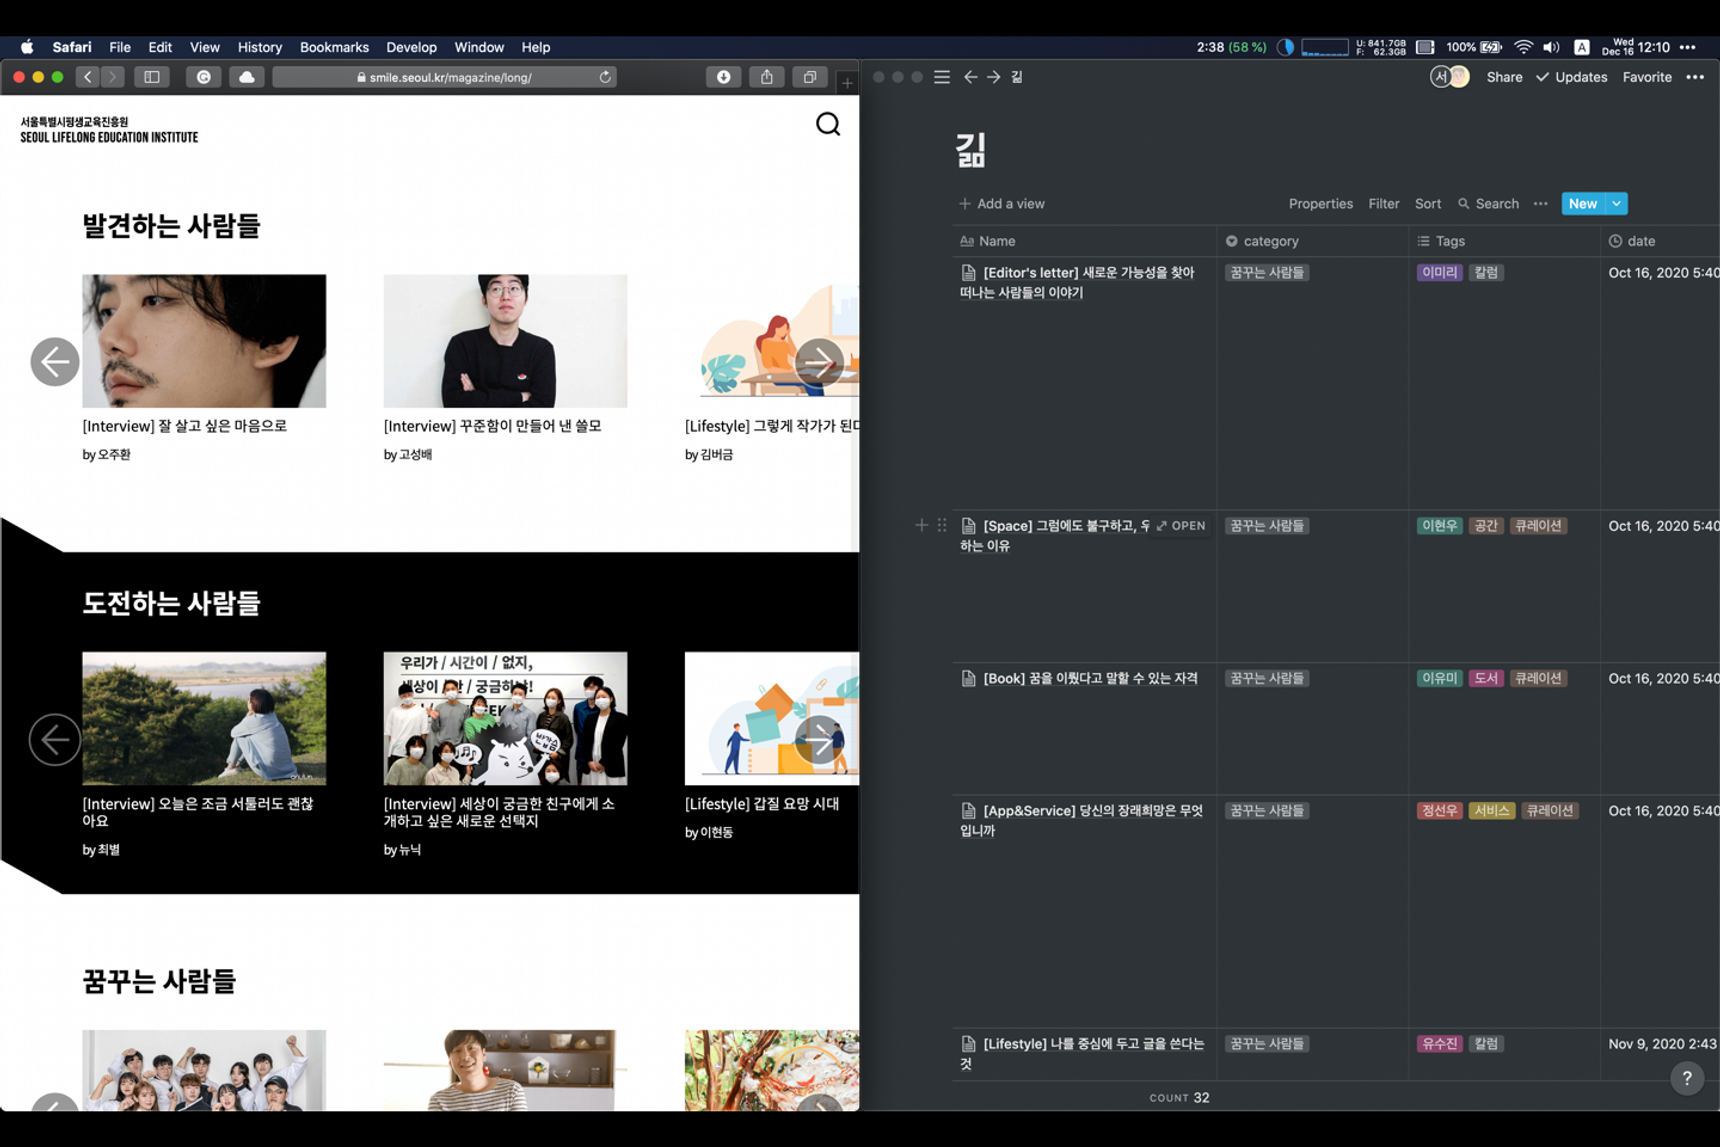 Safari File Edit View History Bookmarks Develop Window Help
2:38 (58 %) U: 841.7GB F: 62.3GB 100% A Wed Dec 16 12:10
smile.seoul.kr/magazine/long/
서울특별시평생교육진흥원
SEOUL LIFELONG EDUCATION INSTITUTE
발견하는 사람들
[Interview] 잘 살고 싶은 마음으로
by 오주환
[Interview] 꾸준함이 만들어 낸 쓸모
by 고성배
[Lifestyle] 그렇게 작가가 된다
by 김버금
도전하는 사람들
우리가 / 시간이 / 없지,
세상이 / 안 / 궁금하냐!
반갑슴
[Interview] 오늘은 조금 서툴러도 괜찮
아요
by 최별
[Interview] 세상이 궁금한 친구에게 소
개하고 싶은 새로운 선택지
by 뉴닉
[Lifestyle] 갑질 요망 시대
by 이현동
꿈꾸는 사람들
긺
서 Share Updates Favorite
긺
Add a view
Properties Filter Sort Search New
Aa Name category Tags date
[Editor's letter] 새로운 가능성을 찾아
떠나는 사람들의 이야기
꿈꾸는 사람들 이미리 칼럼 Oct 16, 2020 5:40
[Space] 그럼에도 불구하고, 우 OPEN
하는 이유
꿈꾸는 사람들 이현우 공간 큐레이션 Oct 16, 2020 5:40
[Book] 꿈을 이뤘다고 말할 수 있는 자격
꿈꾸는 사람들 이유미 도서 큐레이션 Oct 16, 2020 5:40
[App&Service] 당신의 장래희망은 무엇
입니까
꿈꾸는 사람들 정선우 서비스 큐레이션 Oct 16, 2020 5:40
[Lifestyle] 나를 중심에 두고 글을 쓴다는
것
꿈꾸는 사람들 유수진 칼럼 Nov 9, 2020 2:43
COUNT 32
?